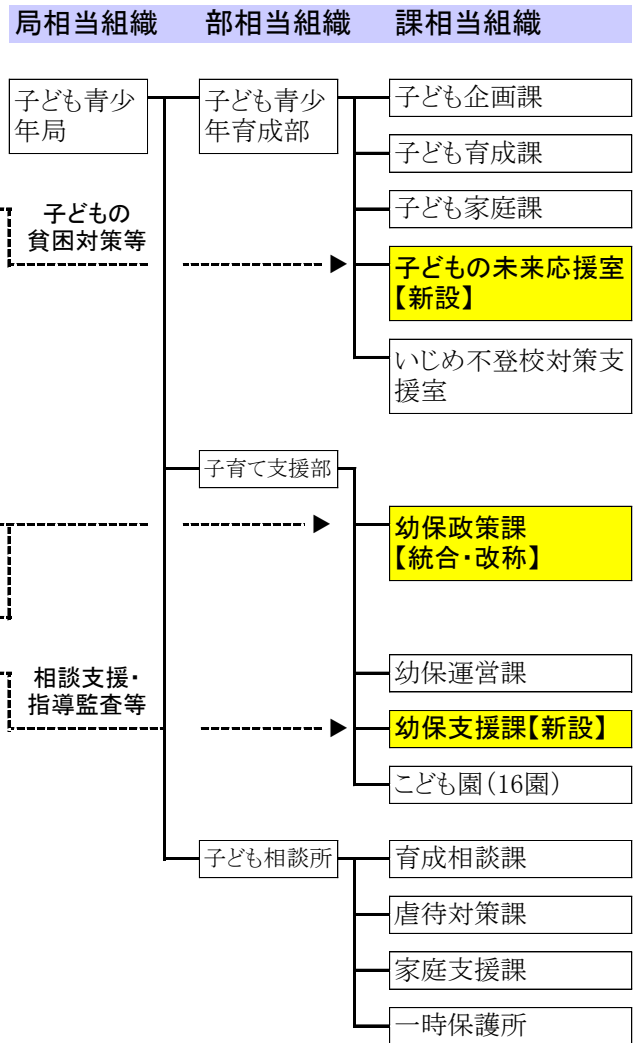 局相当組織 部相当組織 課相当組織
子ども青少
年局
子ども青少
年育成部
子ども企画課
子ども育成課
子ども家庭課
子どもの
貧困対策等
子どもの未来応援室
【新設】
いじめ不登校対策支
援室
子育て支援部
幼保政策課
【統合・改称】
幼保運営課
相談支援・
指導監査等
幼保支援課【新設】
こども園(16園)
子ども相談所
育成相談課
虐待対策課
家庭支援課
一時保護所